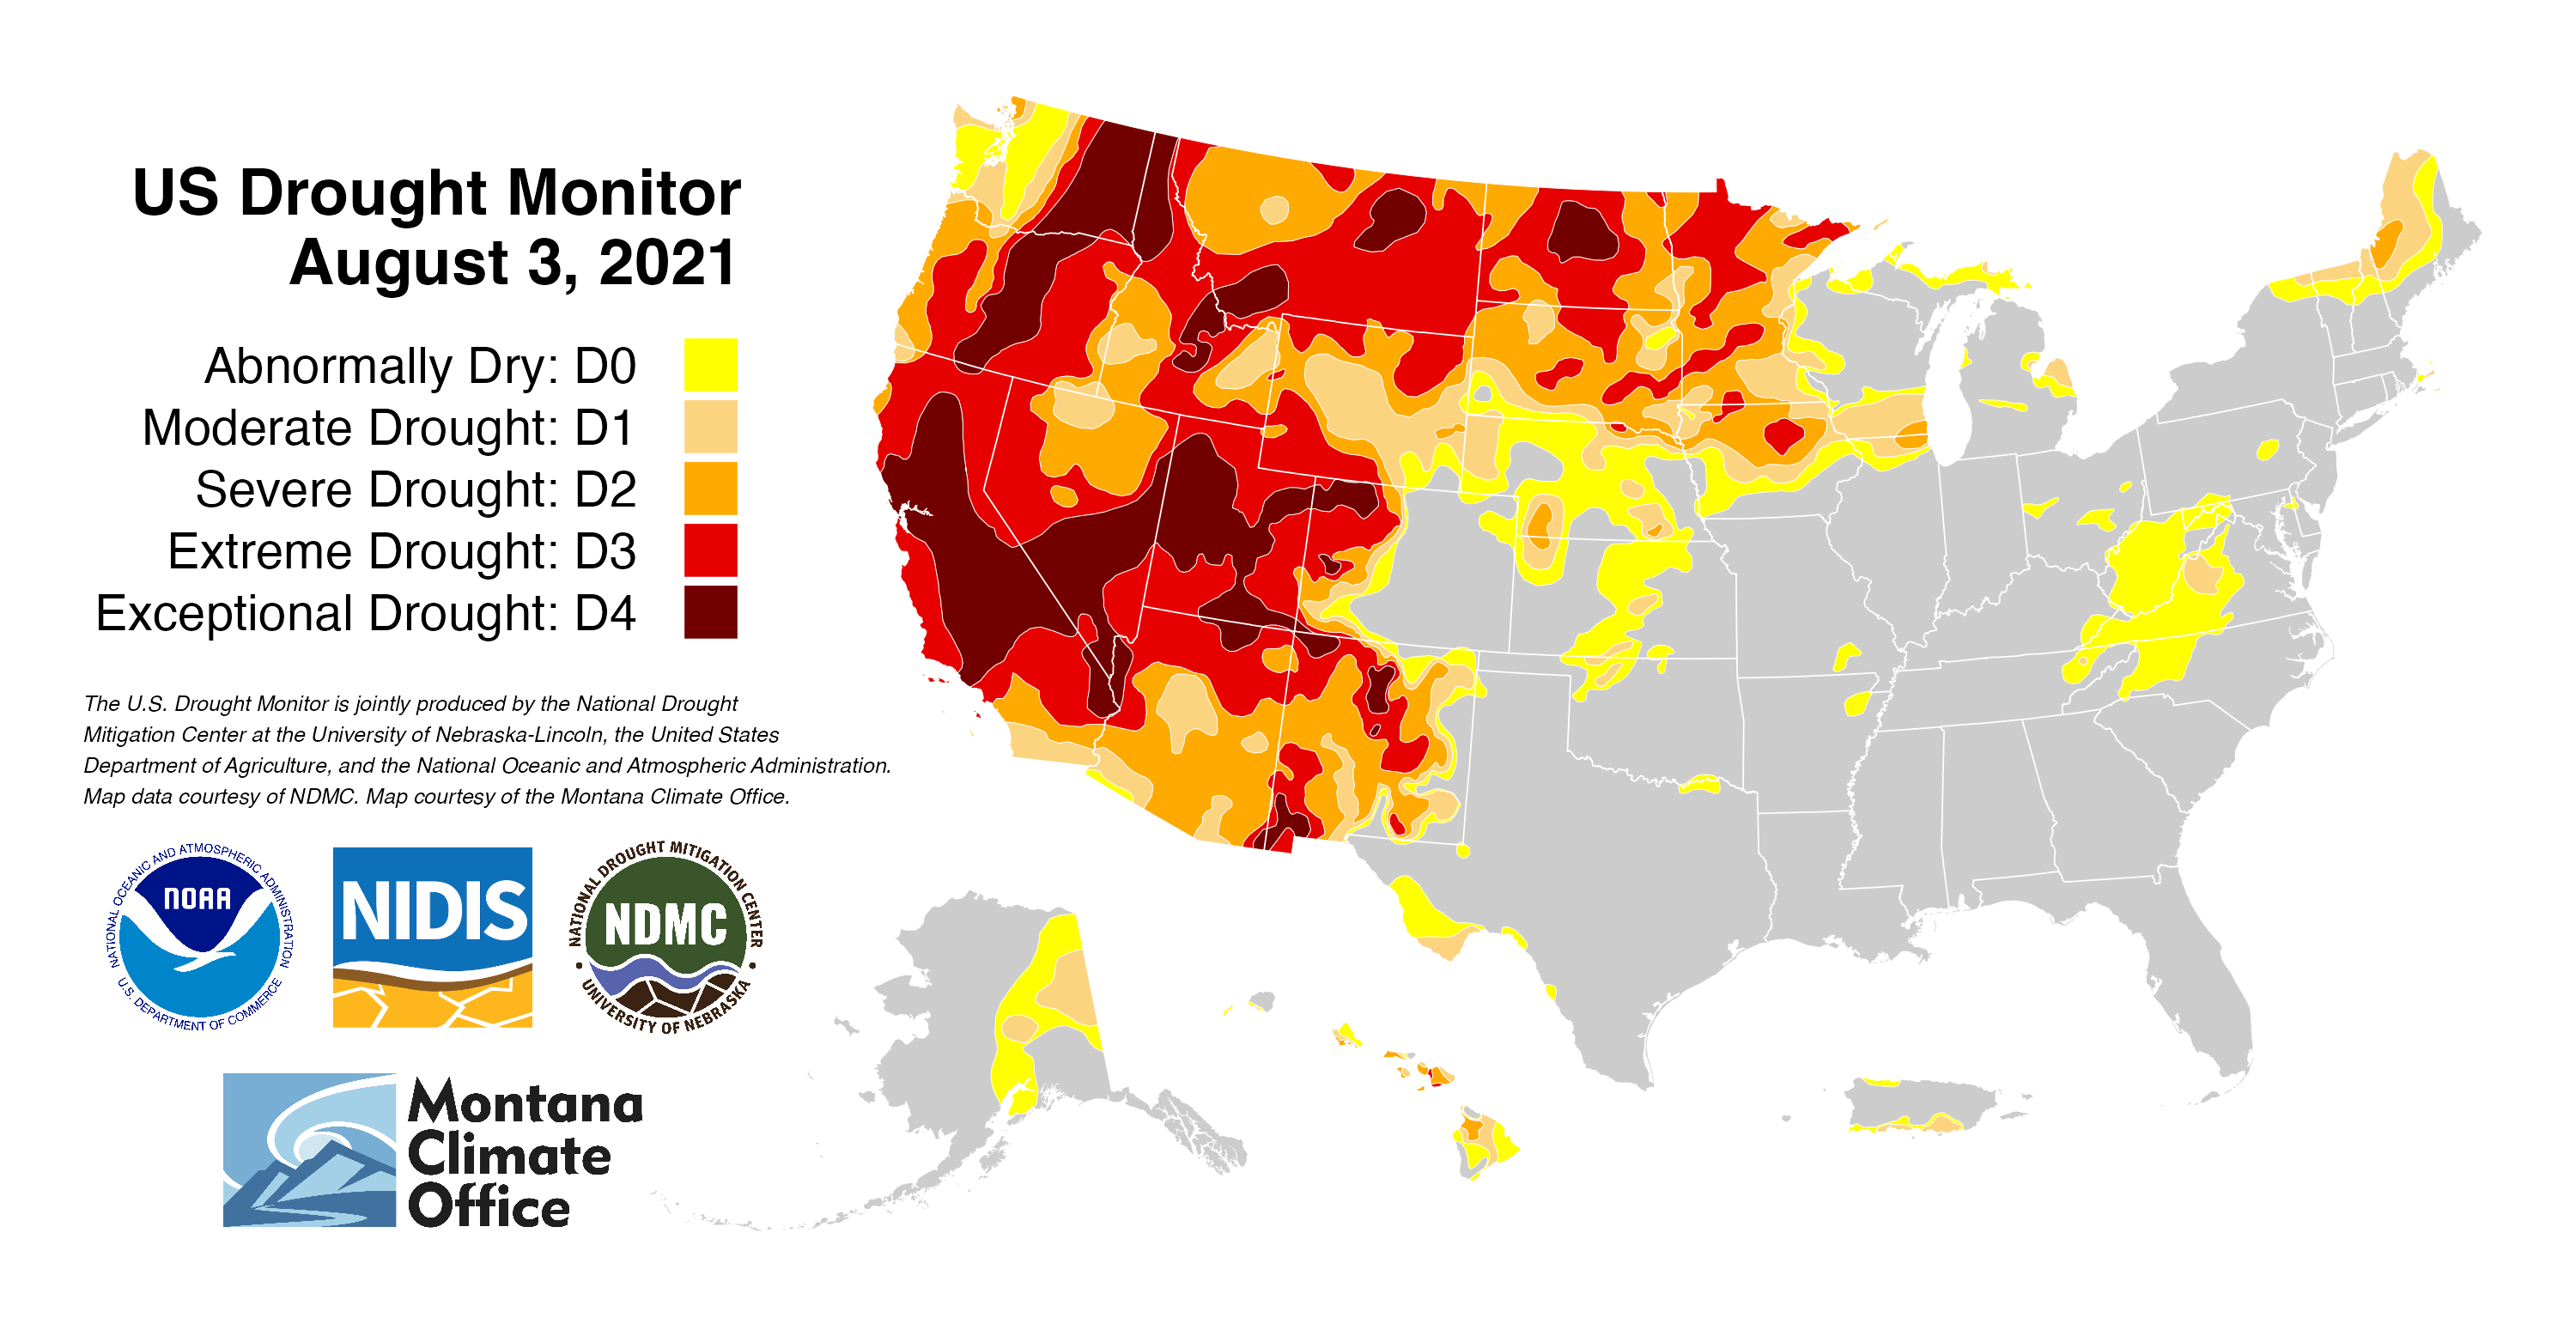 US Drought Monitor
August 3, 2021
Abnormally Dry: D0
Moderate Drought: D1
Severe Drought: D2
Extreme Drought: D3
Exceptional Drought: D4
The U.S. Drought Monitor is jointly produced by the National Drought
Mitigation Center at the University of Nebraska-Lincoln, the United States
Department of Agriculture, and the National Oceanic and Atmospheric Administration.
Map data courtesy of NDMC. Map courtesy of the Montana Climate Office.
NATIONAL OCEANIC AND ATMOSPHERIC ADMINISTRATION
NOAA
U.S. DEPARTMENT OF COMMERCE
NIDIS
NATIONAL DROUGHT MITIGATION CENTER
NDMC
• UNIVERSITY OF NEBRASKA •
Montana
Climate
Office